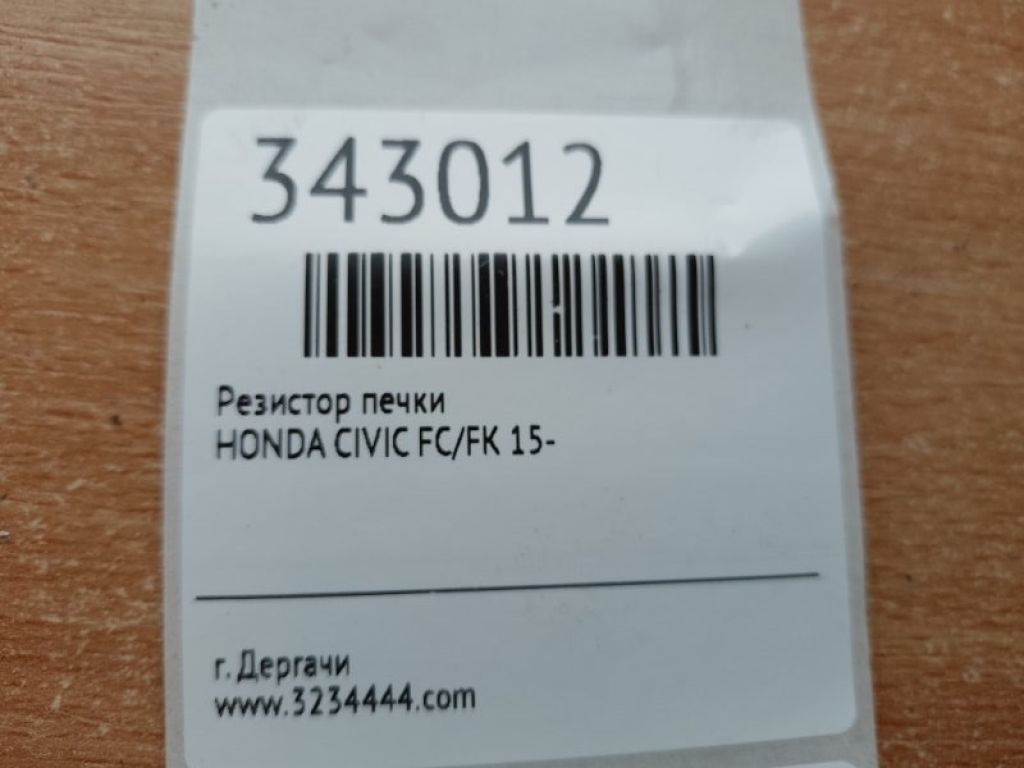 343012
Резистор печки
HONDA CIVIC FC/FK 15-
г. Дергачи
www.3234444.com